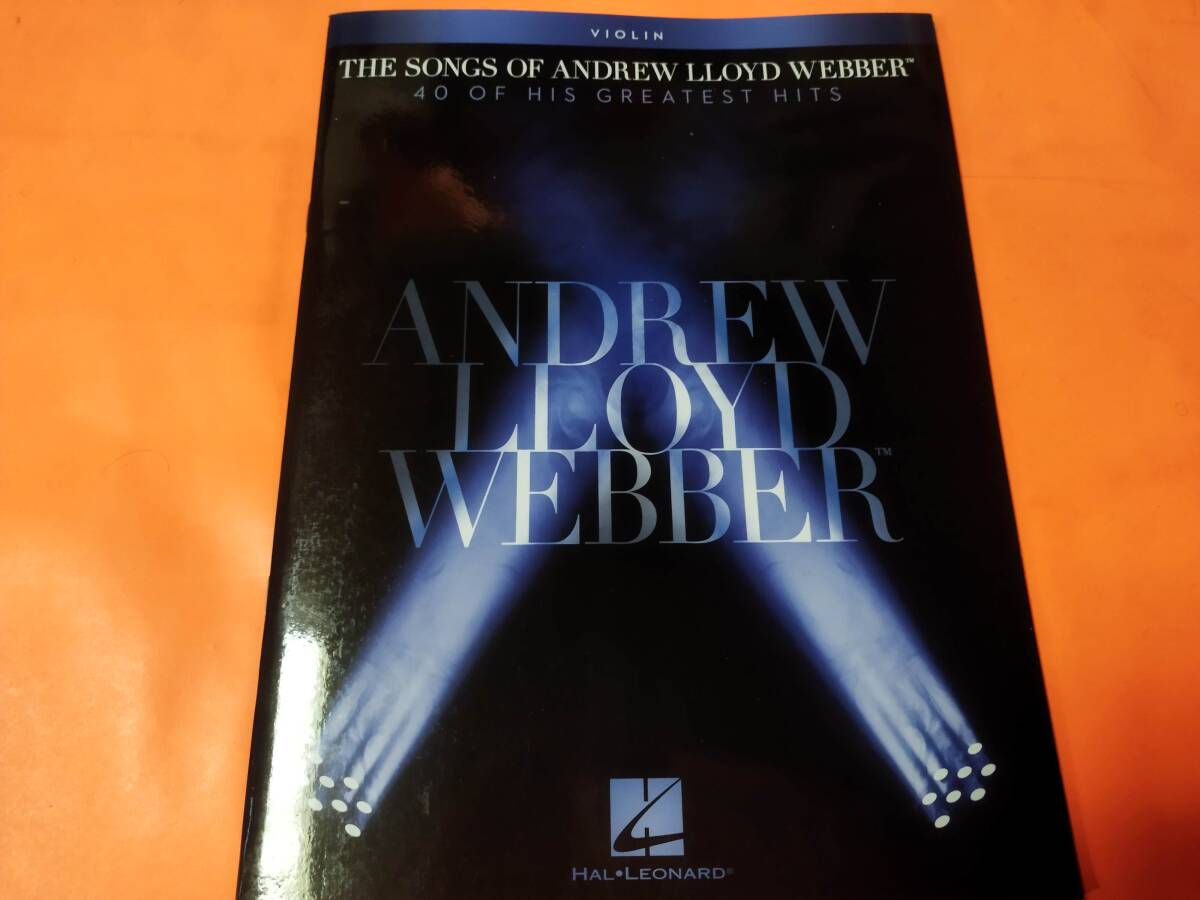 VIOLIN
THE SONGS OF ANDREW LLOYD WEBBER™
40 OF HIS GREATEST HITS
ANDREW
LLOYD
WEBBER™
HAL•LEONARD®